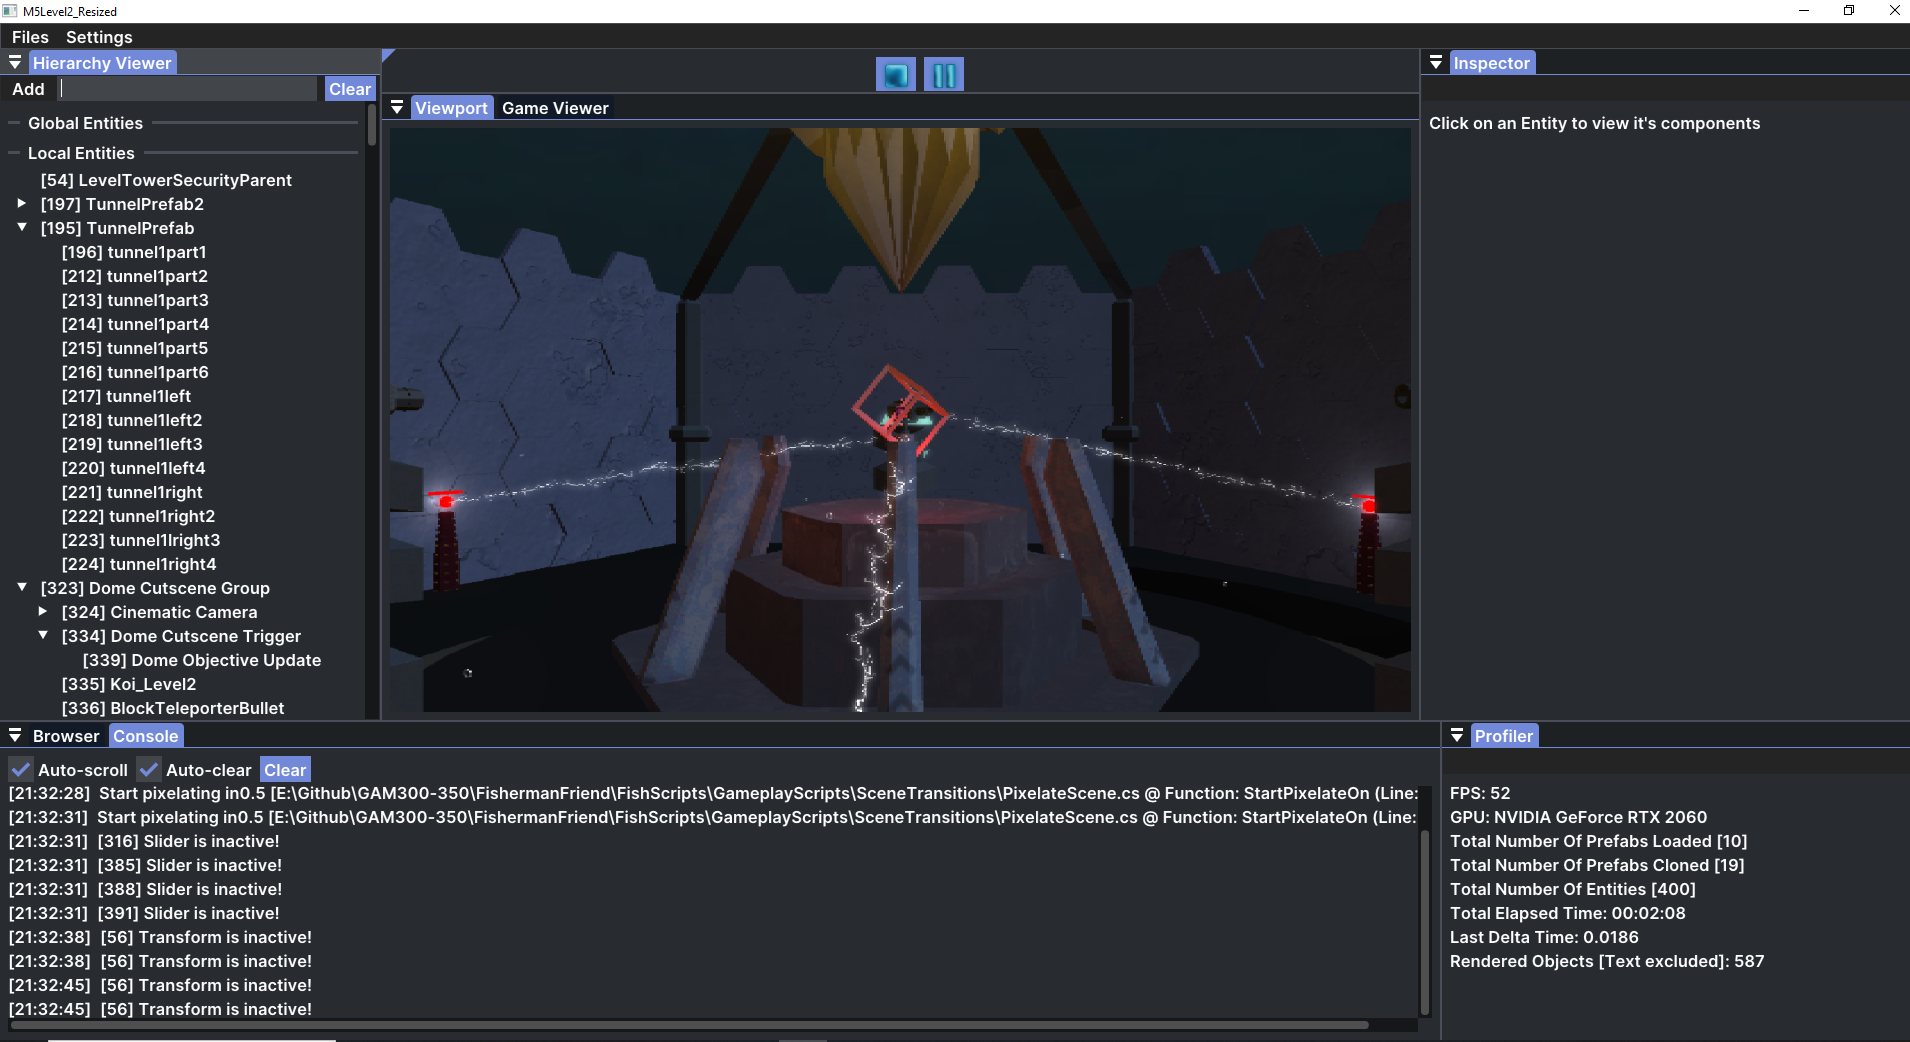 M5Level2_Resized
Files Settings
Hierarchy Viewer
Add Clear
Global Entities
Local Entities
[54] LevelTowerSecurityParent
[197] TunnelPrefab2
[195] TunnelPrefab
[196] tunnel1part1
[212] tunnel1part2
[213] tunnel1part3
[214] tunnel1part4
[215] tunnel1part5
[216] tunnel1part6
[217] tunnel1left
[218] tunnel1left2
[219] tunnel1left3
[220] tunnel1left4
[221] tunnel1right
[222] tunnel1right2
[223] tunnel1lright3
[224] tunnel1right4
[323] Dome Cutscene Group
[324] Cinematic Camera
[334] Dome Cutscene Trigger
[339] Dome Objective Update
[335] Koi_Level2
[336] BlockTeleporterBullet
Viewport Game Viewer
Inspector
Click on an Entity to view it's components
Browser Console
Auto-scroll Auto-clear Clear
[21:32:28] Start pixelating in0.5 [E:\Github\GAM300-350\FishermanFriend\FishScripts\GameplayScripts\SceneTransitions\PixelateScene.cs @ Function: StartPixelateOn (Line:
[21:32:31] Start pixelating in0.5 [E:\Github\GAM300-350\FishermanFriend\FishScripts\GameplayScripts\SceneTransitions\PixelateScene.cs @ Function: StartPixelateOn (Line:
[21:32:31] [316] Slider is inactive!
[21:32:31] [385] Slider is inactive!
[21:32:31] [388] Slider is inactive!
[21:32:31] [391] Slider is inactive!
[21:32:38] [56] Transform is inactive!
[21:32:38] [56] Transform is inactive!
[21:32:45] [56] Transform is inactive!
[21:32:45] [56] Transform is inactive!
Profiler
FPS: 52
GPU: NVIDIA GeForce RTX 2060
Total Number Of Prefabs Loaded [10]
Total Number Of Prefabs Cloned [19]
Total Number Of Entities [400]
Total Elapsed Time: 00:02:08
Last Delta Time: 0.0186
Rendered Objects [Text excluded]: 587